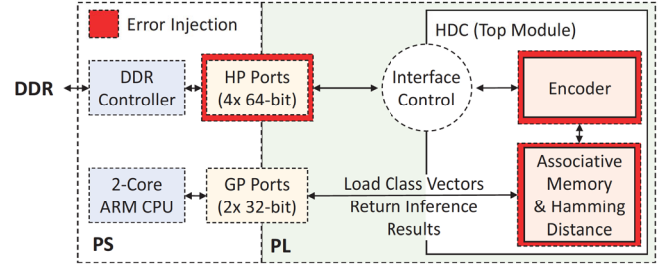 Error Injection
HDC (Top Module)
DDR
DDR
Controller
HP Ports
(4x 64-bit)
Interface
Control
Encoder
2-Core
ARM CPU
GP Ports
(2x 32-bit)
Load Class Vectors
Return Inference
Results
Associative
Memory
& Hamming
Distance
PS
PL